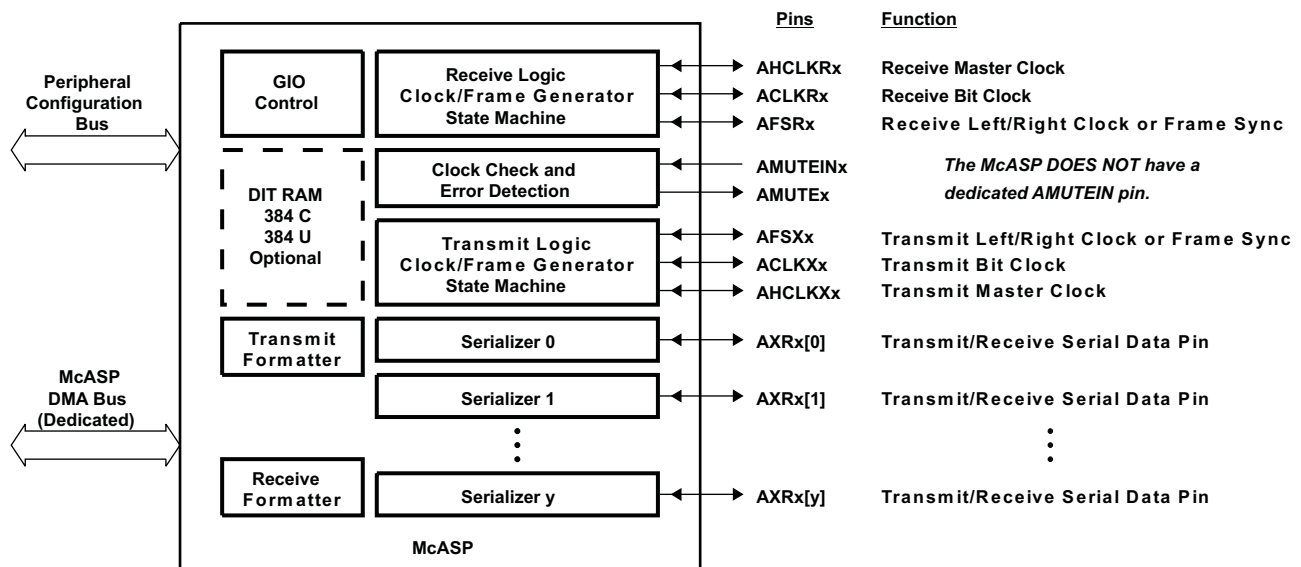 Pins Function
Peripheral
Configuration
Bus
GIO
Control
Receive Logic
Clock/Frame Generator
State Machine
AHCLKRx Receive Master Clock
ACLKRx Receive Bit Clock
AFSRx Receive Left/Right Clock or Frame Sync
DIT RAM
384 C
384 U
Optional
Clock Check and
Error Detection
AMUTEINx
AMUTEx
The McASP DOES NOT have a
dedicated AMUTEIN pin.
Transmit Logic
Clock/Frame Generator
State Machine
AFSXx Transmit Left/Right Clock or Frame Sync
ACLKXx Transmit Bit Clock
AHCLKXx Transmit Master Clock
Transmit
Formatter
Serializer 0
AXRx[0] Transmit/Receive Serial Data Pin
McASP
DMA Bus
(Dedicated)
Serializer 1
AXRx[1] Transmit/Receive Serial Data Pin
Receive
Formatter
Serializer y
AXRx[y] Transmit/Receive Serial Data Pin
McASP